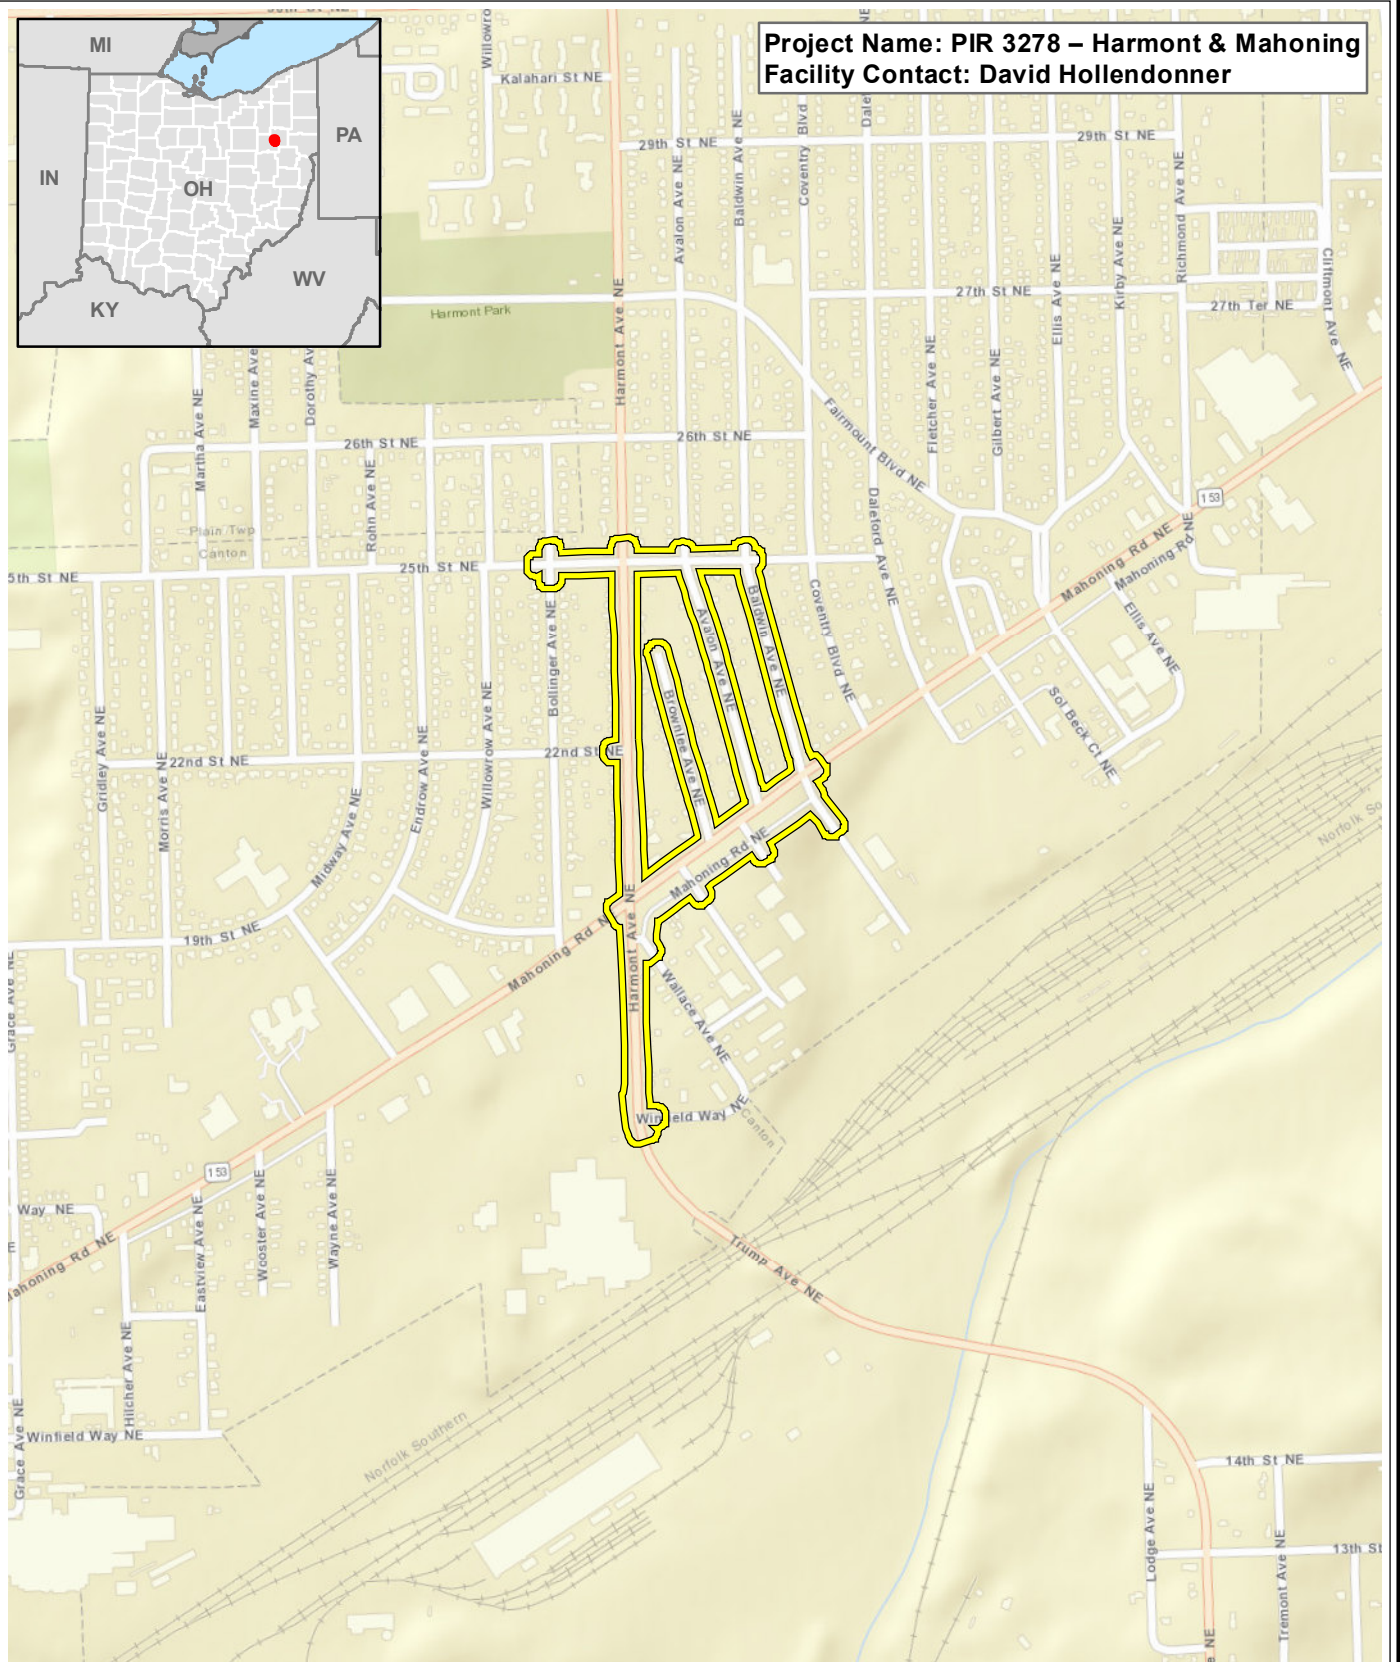 Project Name: PIR 3278 – Harmont & Mahoning
Facility Contact: David Hollendonner
MI
PA
IN
OH
WV
KY
Kalahari St NE
29th St NE
29th St NE
Avalon Ave NE
Baldwin Ave NE
Coventry Blvd
Richmond Ave NE
Kirby Ave NE
Ellis Ave NE
Cliffmont Ave NE
27th St NE
27th Ter NE
Harmont Park
Harmont Ave NE
Maxine Ave
Dorothy Av
Martha Ave NE
Rohn Ave NE
26th St NE
26th St NE
Fairmount Blvd NE
Fletcher Ave NE
Gilbert Ave NE
Daleford Ave NE
153
Plain Twp
Canton
5th St NE
25th St NE
Mahoning Rd NE
Mahoning Rd
NE
Ellis Ave NE
Coventry Blvd NE
Baldwin Ave NE
Avalon Ave NE
Brownlee Ave NE
Bollinger Ave NE
Willowrow Ave NE
Endrow Ave NE
Gridley Ave NE
Morris Ave NE
Midway Ave NE
22nd St NE
22nd St NE
Sol Beck Ct NE
Norfolk So
19th St NE
Mahoning Rd NE
Mahoning Rd N
Harmont Ave NE
Wallace Ave NE
Grace Ave NE
Winfield Way NE
Canton
153
Way NE
Mahoning Rd NE
Eastview Ave NE
Wooster Ave NE
Wayne Ave NE
Trump Ave NE
Hilcher Ave NE
Winfield Way NE
Grace Ave NE
Norfolk Southern
14th St NE
Lodge Ave NE
13th St
Tremont Ave NE
e NE